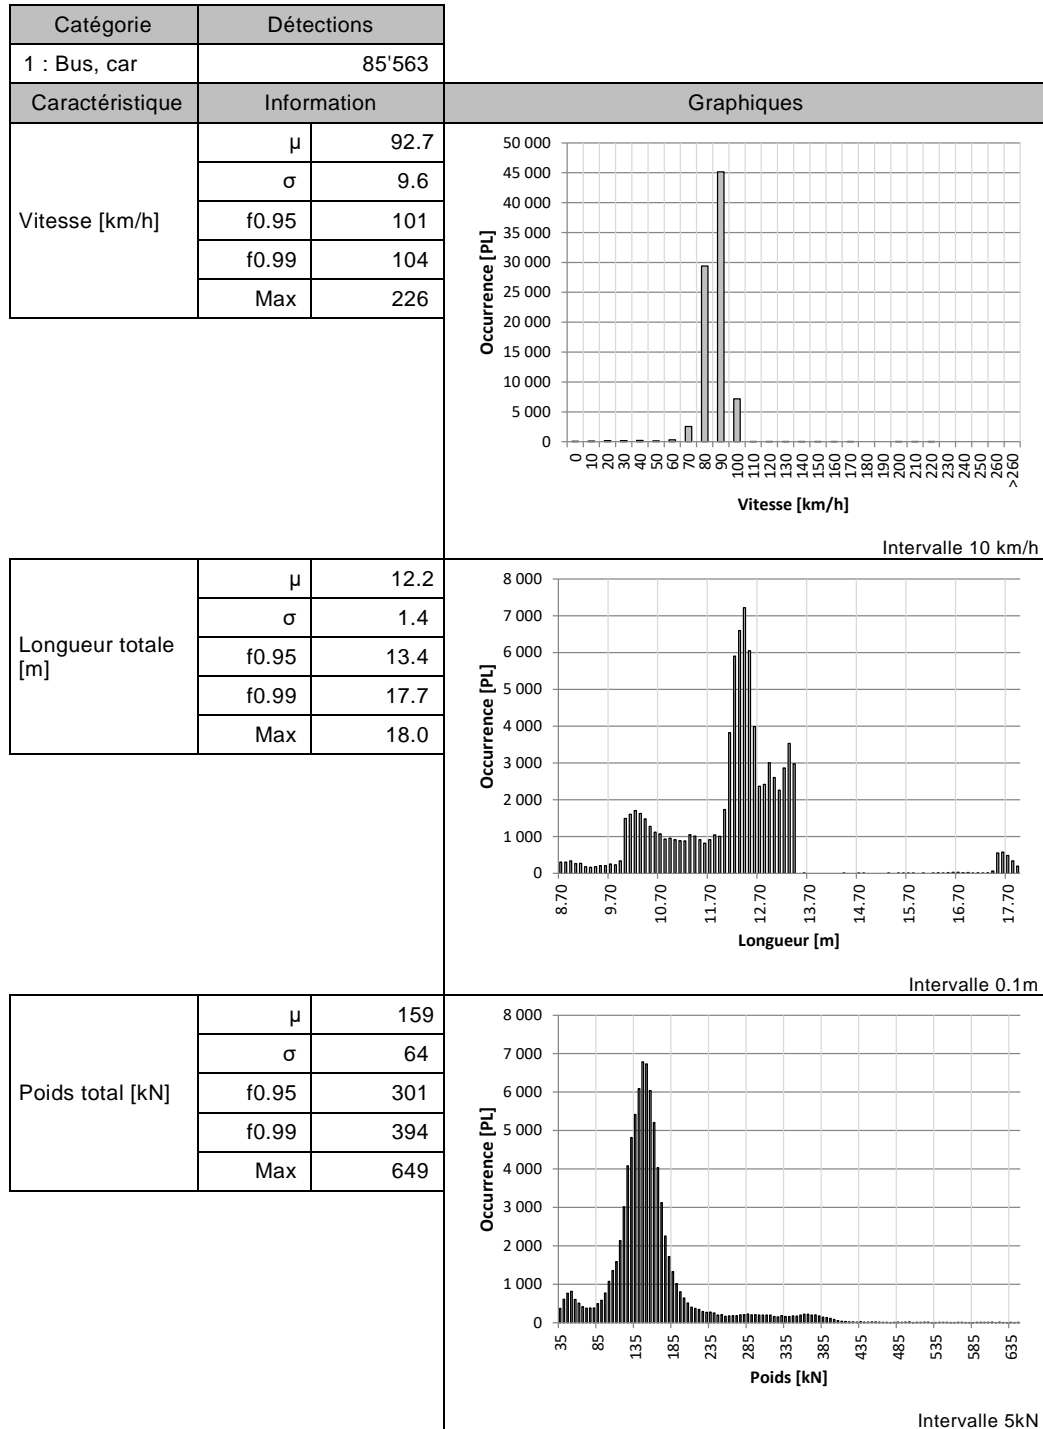 Catégorie Détections
1 : Bus, car 85'563
Caractéristique Information Graphiques
Vitesse [km/h]
µ 92.7
σ 9.6
f0.95 101
f0.99 104
Max 226
50 000
45 000
40 000
35 000
30 000
25 000
20 000
15 000
10 000
5 000
0
Occurrence [PL]
0 10 20 30 40 50 60 70 80 90 100 110 120 130 140 150 160 170 180 190 200 210 220 230 240 250 260 >260
Vitesse [km/h]
Intervalle 10 km/h
Longueur totale
[m]
µ 12.2
σ 1.4
f0.95 13.4
f0.99 17.7
Max 18.0
8 000
7 000
6 000
5 000
4 000
3 000
2 000
1 000
0
Occurrence [PL]
8.70 9.70 10.70 11.70 12.70 13.70 14.70 15.70 16.70 17.70
Longueur [m]
Intervalle 0.1m
Poids total [kN]
µ 159
σ 64
f0.95 301
f0.99 394
Max 649
8 000
7 000
6 000
5 000
4 000
3 000
2 000
1 000
0
Occurrence [PL]
35 85 135 185 235 285 335 385 435 485 535 585 635
Poids [kN]
Intervalle 5kN